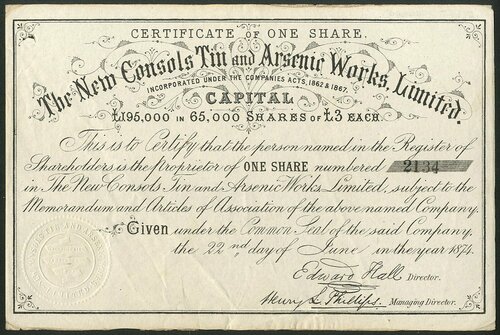 CERTIFICATE OF ONE SHARE.
The New Consols Tin and Arsenic Works, Limited.
INCORPORATED UNDER THE COMPANIES ACTS, 1862 & 1867.
CAPITAL
£195,000 IN 65,000 SHARES OF £3 EACH.
This is to Certify that the person named in the Register of
Shareholders is the Proprietor of ONE SHARE numbered 2134
in The New Consols Tin and Arsenic Works, Limited, subject to the
Memorandum and Articles of Association of the above named Company.
Given under the Common Seal of the said Company,
the 22nd day of June in the year 1874.
Edward Hall Director.
Henry L Phillips. Managing Director.